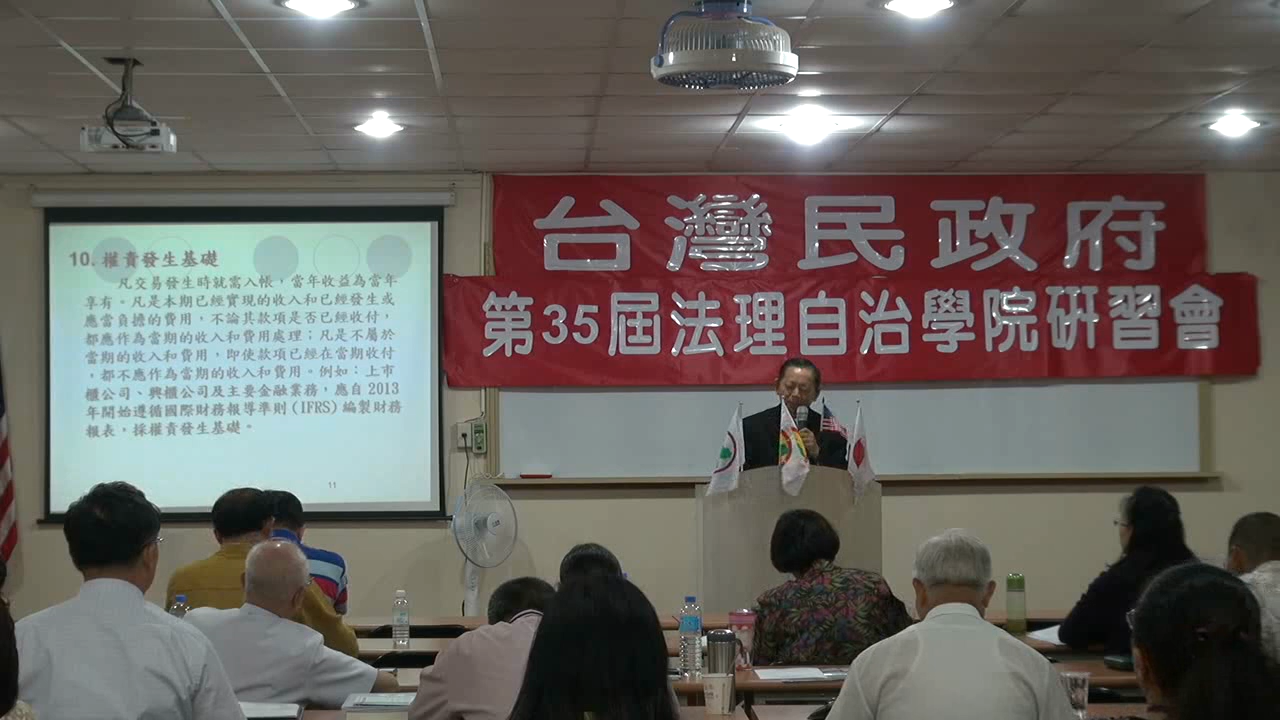 台灣民政府
第35屆法理自治學院研習會
10. 權責發生基礎
凡交易發生時就需入帳，當年收益為當年
享有。凡是本期已經實現的收入和已經發生或
應當負擔的費用，不論其款項是否已經收付，
都應作為當期的收入和費用處理；凡是不屬於
當期的收入和費用，即使款項已經在當期收付
，都不應作為當期的收入和費用。例如：上市
櫃公司、興櫃公司及主要金融業務，應自2013
年開始遵循國際財務報導準則(IFRS)編製財務
報表，採權責發生基礎。
11